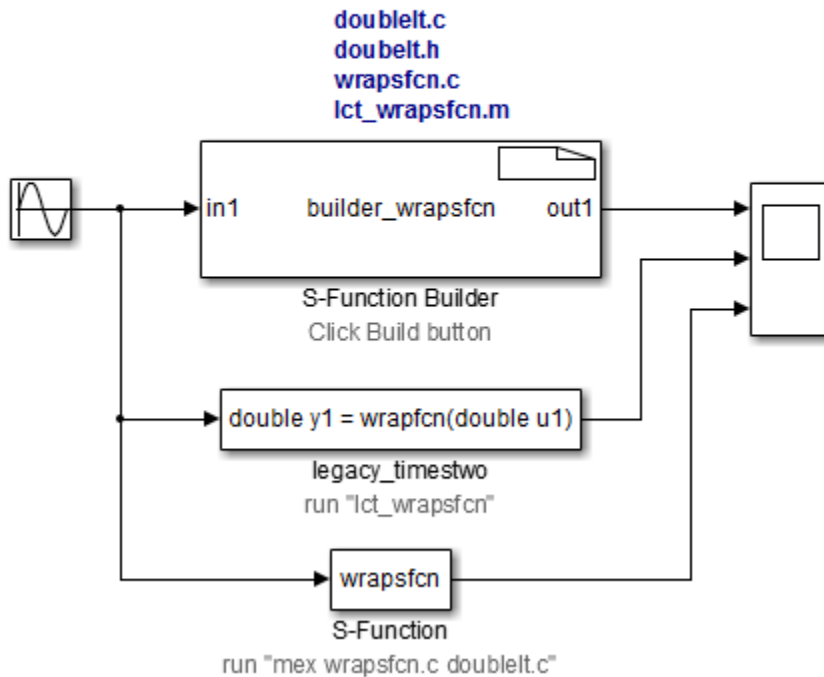 doubleIt.c
doubeIt.h
wrapsfcn.c
lct_wrapsfcn.m
in1 builder_wrapsfcn out1
S-Function Builder
Click Build button
double y1 = wrapfcn(double u1)
legacy_timestwo
run "lct_wrapsfcn"
wrapsfcn
S-Function
run "mex wrapsfcn.c doubleIt.c"